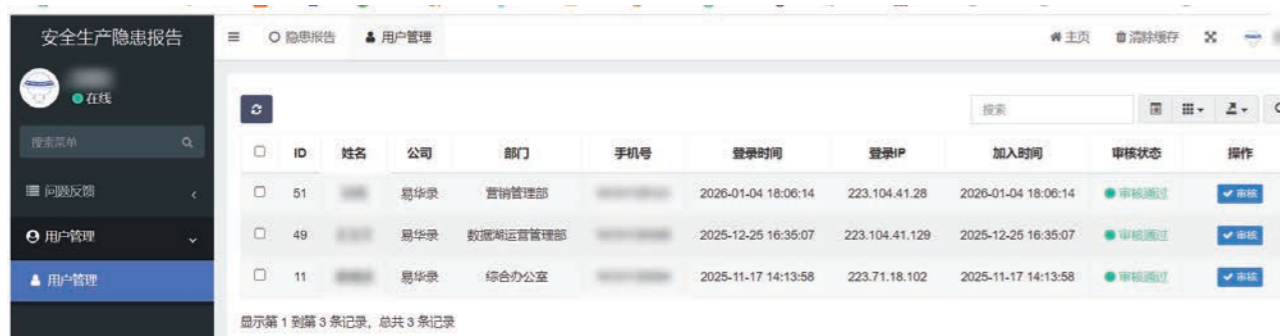 安全生产隐患报告
隐患报告 用户管理 主页 清除缓存
在线
搜索
搜索菜单
ID 姓名 公司 部门 手机号 登录时间 登录IP 加入时间 审核状态 操作
问题反馈
51 易华录 营销管理部 2026-01-04 18:06:14 223.104.41.28 2026-01-04 18:06:14 审核通过 审核
用户管理
49 易华录 数据湖运营管理部 2025-12-25 16:35:07 223.104.41.129 2025-12-25 16:35:07 审核通过 审核
用户管理
11 易华录 综合办公室 2025-11-17 14:13:58 223.71.18.102 2025-11-17 14:13:58 审核通过 审核
显示第 1 到第 3 条记录，总共 3 条记录